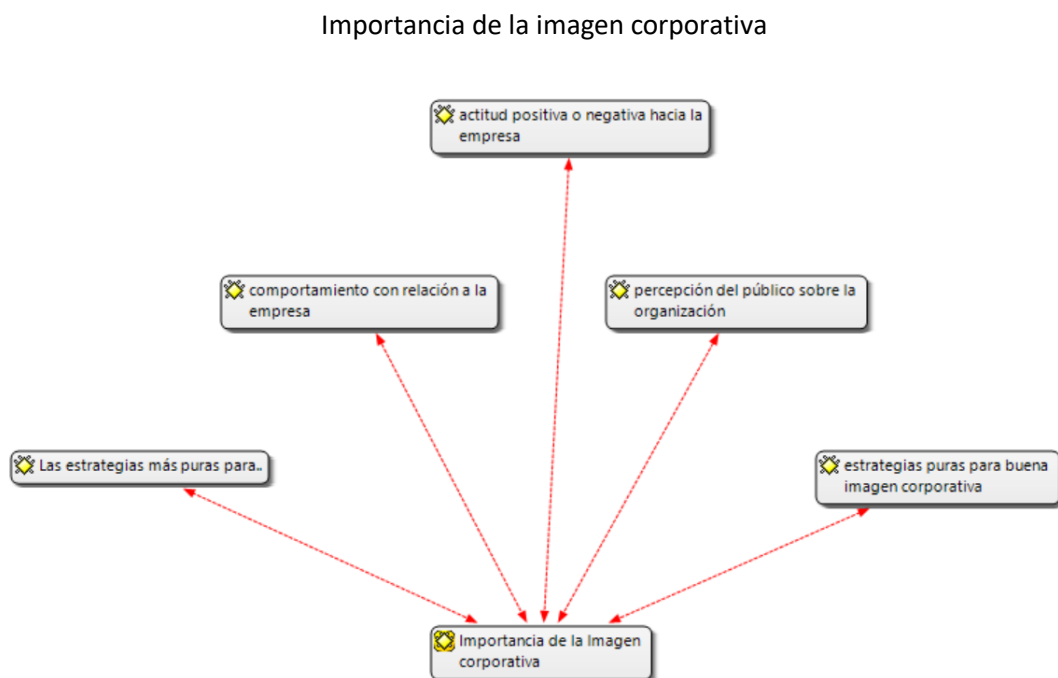 Importancia de la imagen corporativa
actitud positiva o negativa hacia la
empresa
comportamiento con relación a la
empresa
percepción del público sobre la
organización
Las estrategias más puras para..
estrategias puras para buena
imagen corporativa
Importancia de la Imagen
corporativa